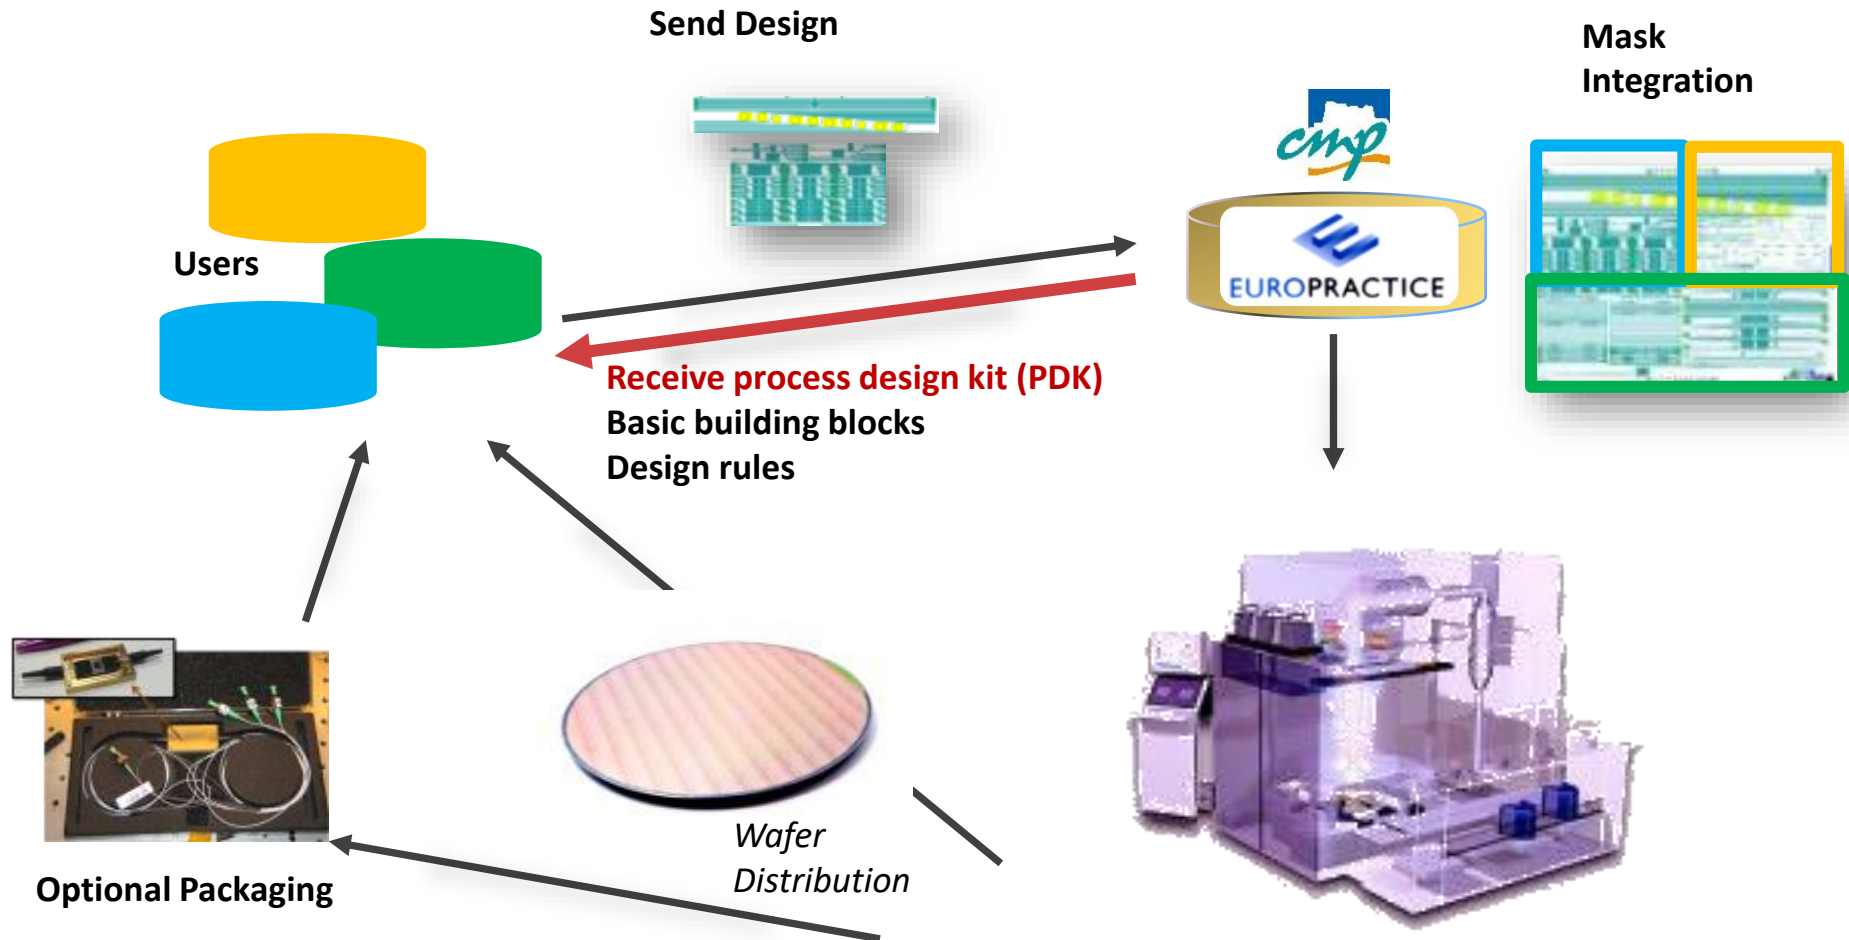 Send Design
Mask
Integration
cmp
Users
EUROPRACTICE
Receive process design kit (PDK)
Basic building blocks
Design rules
Wafer
Distribution
Optional Packaging